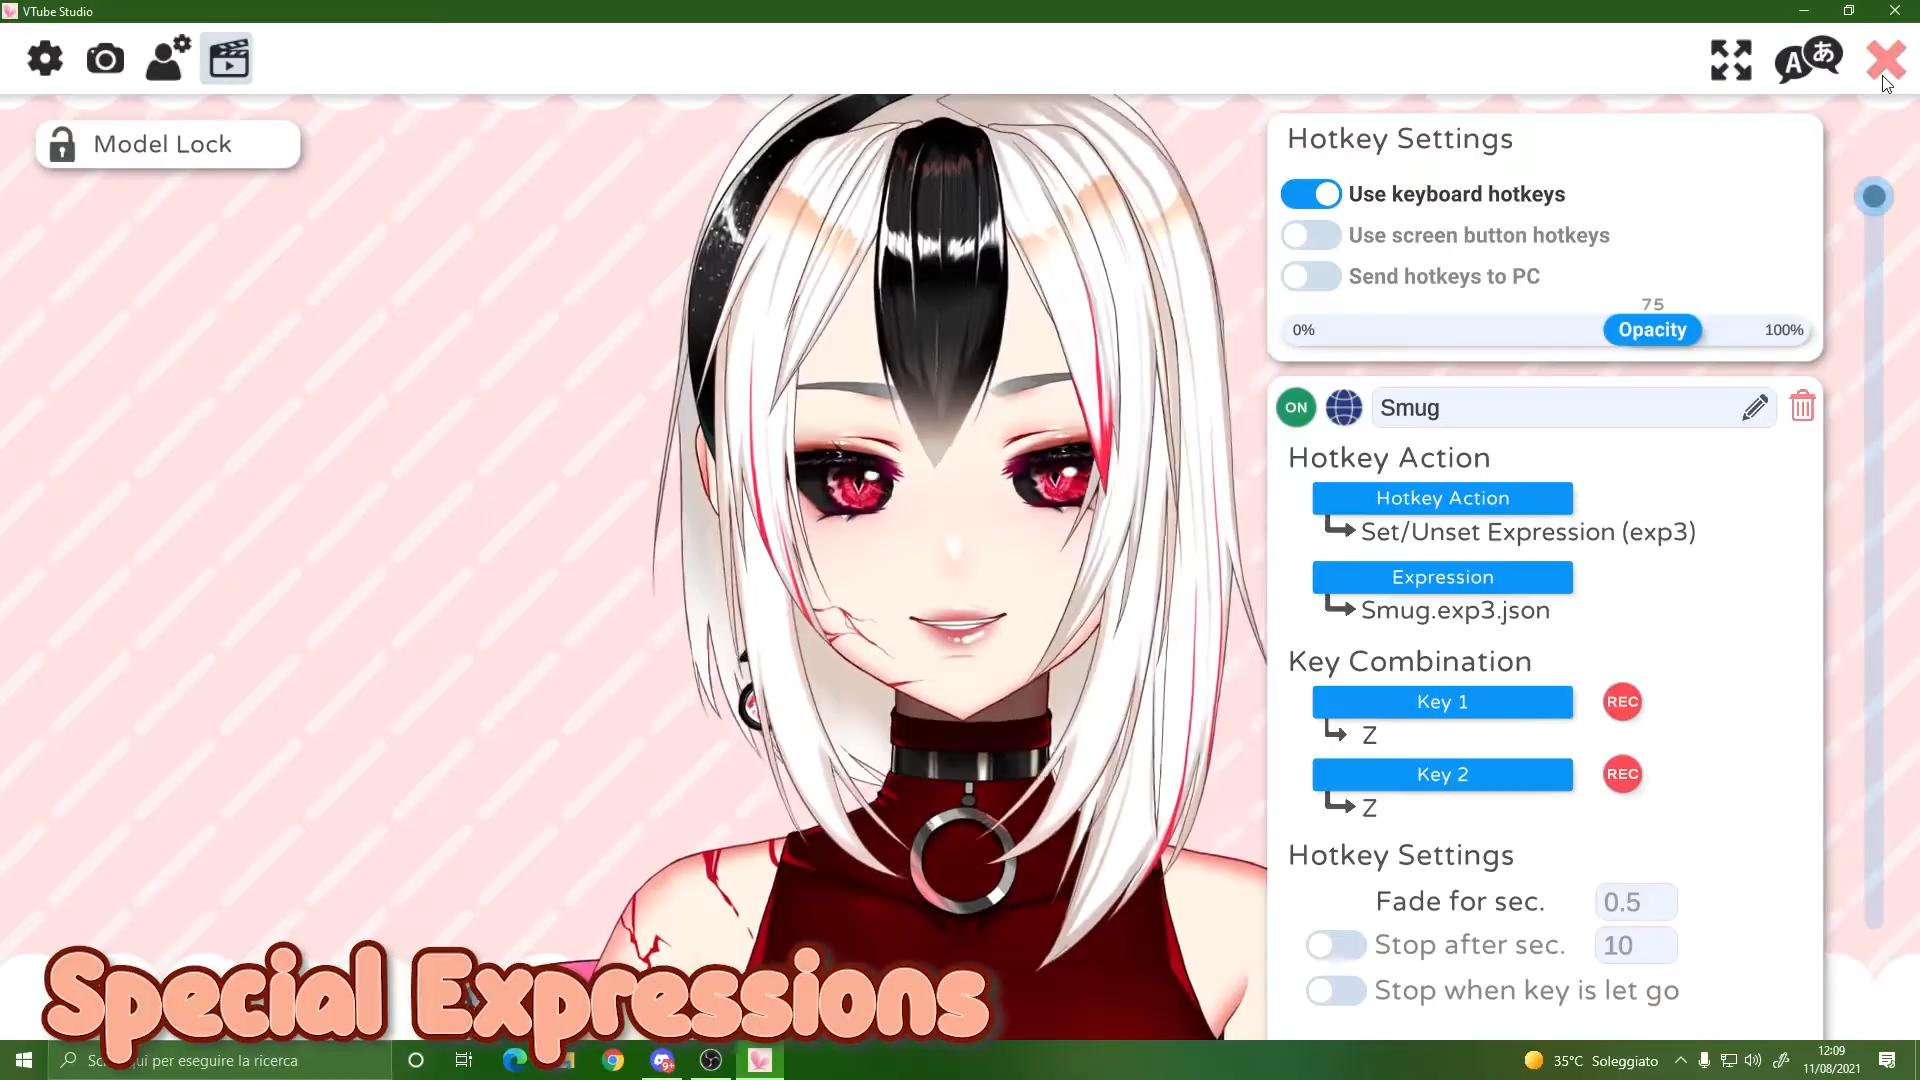 VTube Studio
A あ
Model Lock
Hotkey Settings
Use keyboard hotkeys
Use screen button hotkeys
Send hotkeys to PC
75
0% Opacity 100%
ON Smug
Hotkey Action
Hotkey Action
Set/Unset Expression (exp3)
Expression
Smug.exp3.json
Key Combination
Key 1 REC
Z
Key 2 REC
Z
Hotkey Settings
Fade for sec. 0.5
Stop after sec. 10
Stop when key is let go
Special Expressions
qui per eseguire la ricerca
9+
35°C Soleggiato
12:09
11/08/2021